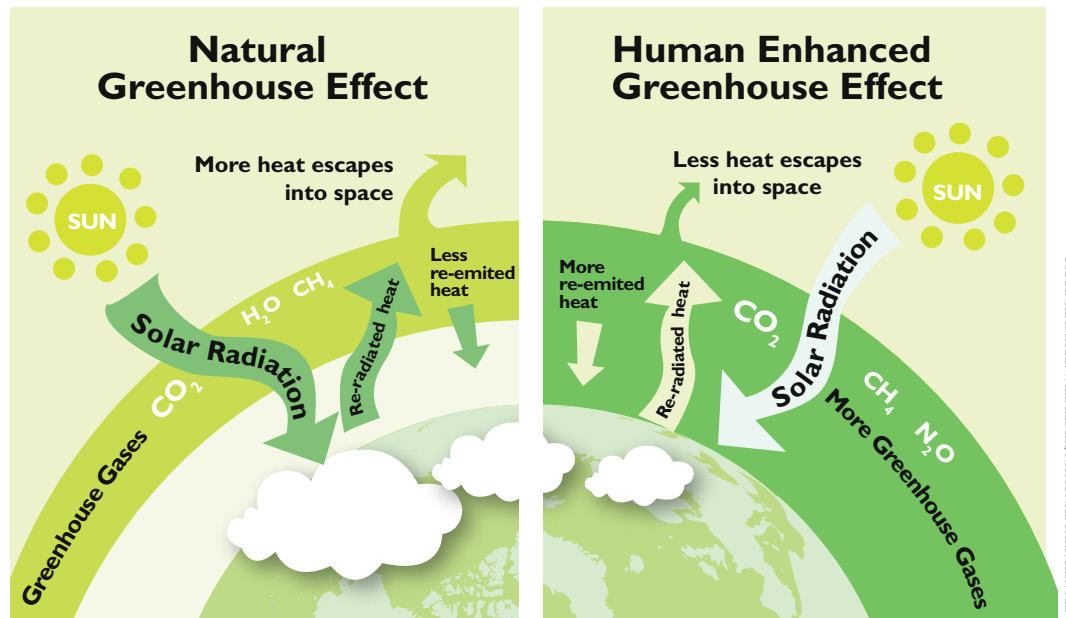 Natural
Greenhouse Effect
More heat escapes
into space
SUN
Less
re-emited
heat
H₂O CH₄
Solar Radiation
Re-radiated heat
CO₂
Greenhouse Gases
Human Enhanced
Greenhouse Effect
Less heat escapes
into space
SUN
More
re-emited
heat
Re-radiated heat
CO₂
Solar Radiation
CH₄
N₂O
More Greenhouse Gases